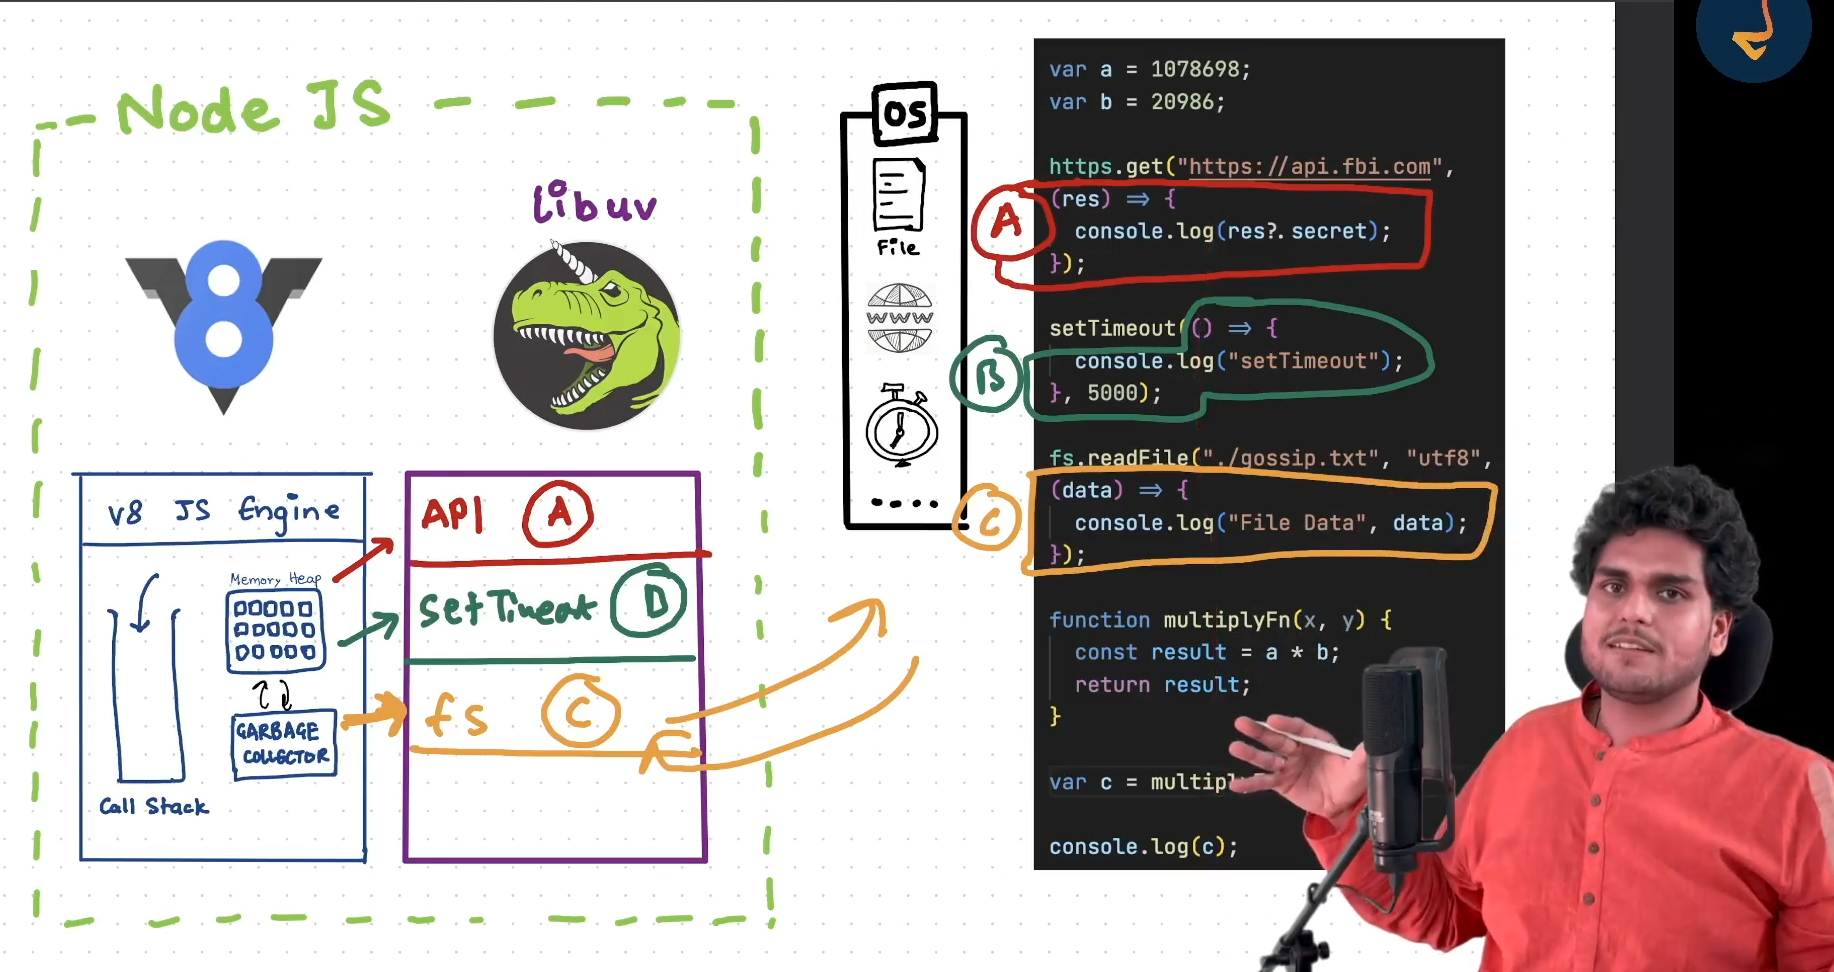 Node JS
libuv
V8 JS Engine
Memory Heap
GARBAGE
COLLECTOR
Call Stack
API A
SetTimeout B
fs C
OS
File
WWW
A
B
C
var a = 1078698;
var b = 20986;
https.get("https://api.fbi.com",
(res) => {
console.log(res?.secret);
});
setTimeout(() => {
console.log("setTimeout");
}, 5000);
fs.readFile("./gossip.txt", "utf8",
(data) => {
console.log("File Data", data);
});
function multiplyFn(x, y) {
const result = a * b;
return result;
}
var c = multipl
console.log(c);